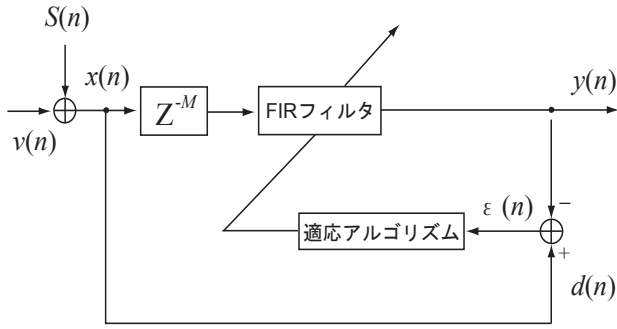 S(n)
x(n)
Z^{-M}
FIRフィルタ
y(n)
v(n)
−
ε(n)
適応アルゴリズム
+
d(n)